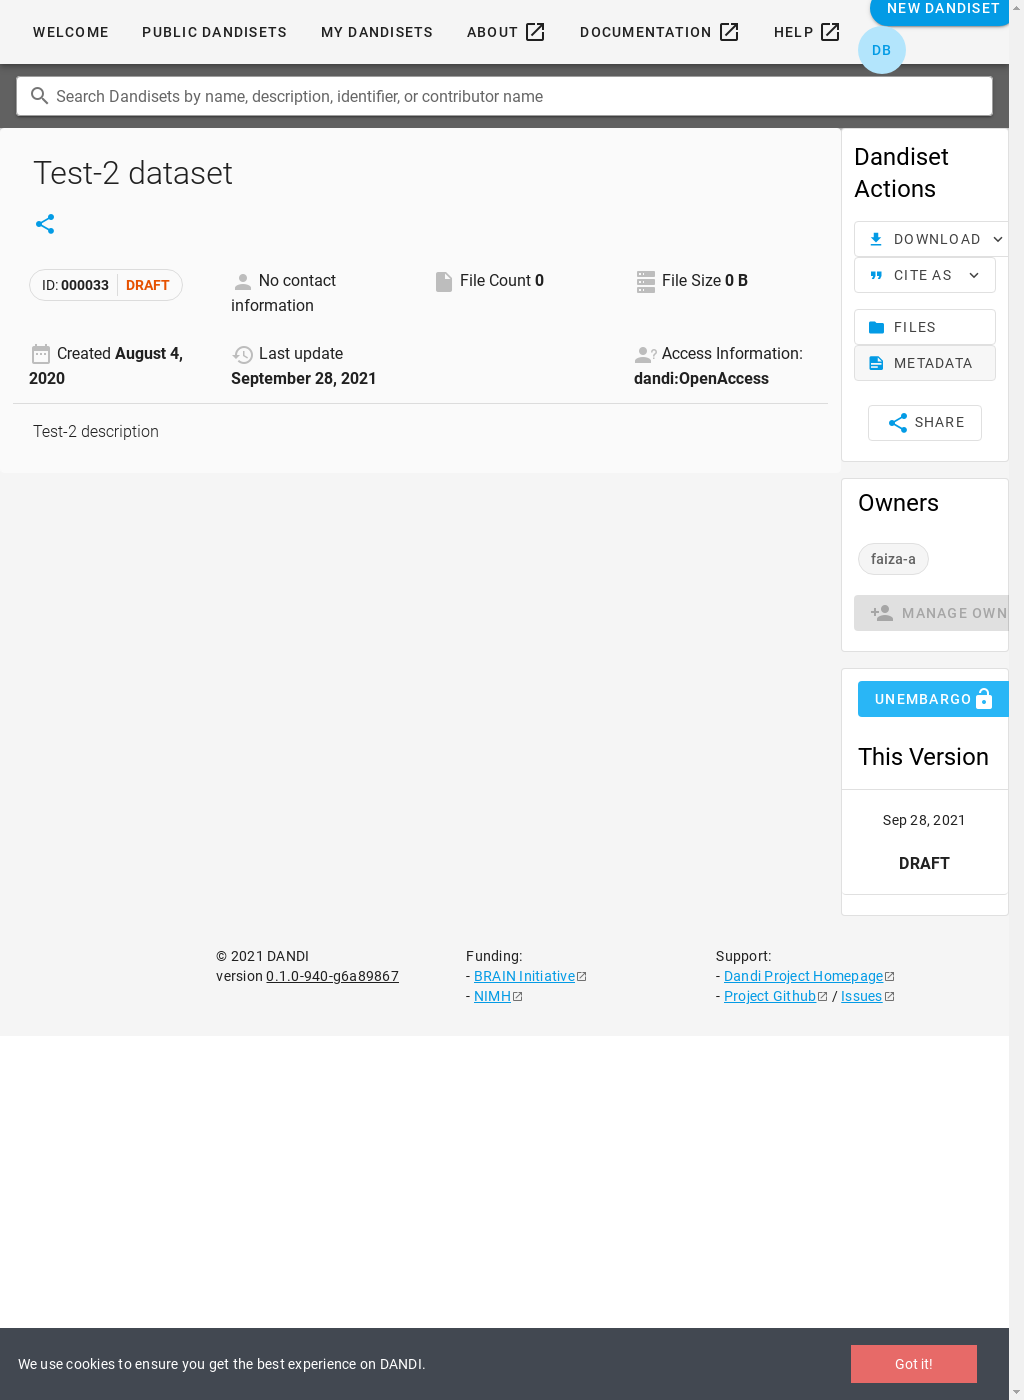 WELCOME
PUBLIC DANDISETS
MY DANDISETS
ABOUT
DOCUMENTATION
HELP
NEW DANDISET
DB
Search Dandisets by name, description, identifier, or contributor name
Test-2 dataset
ID: 000033 DRAFT
No contact
information
File Count 0
File Size 0 B
Created August 4,
2020
Last update
September 28, 2021
Access Information:
dandi:OpenAccess
Test-2 description
Dandiset
Actions
DOWNLOAD
CITE AS
FILES
METADATA
SHARE
Owners
faiza-a
MANAGE OWN
UNEMBARGO
This Version
Sep 28, 2021
DRAFT
© 2021 DANDI
version 0.1.0-940-g6a89867
Funding:
- BRAIN Initiative
- NIMH
Support:
- Dandi Project Homepage
- Project Github / Issues
We use cookies to ensure you get the best experience on DANDI.
Got it!